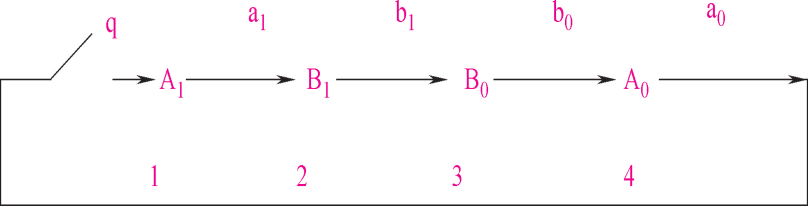 q a₁ b₁ b₀ a₀
A₁ B₁ B₀ A₀
1 2 3 4